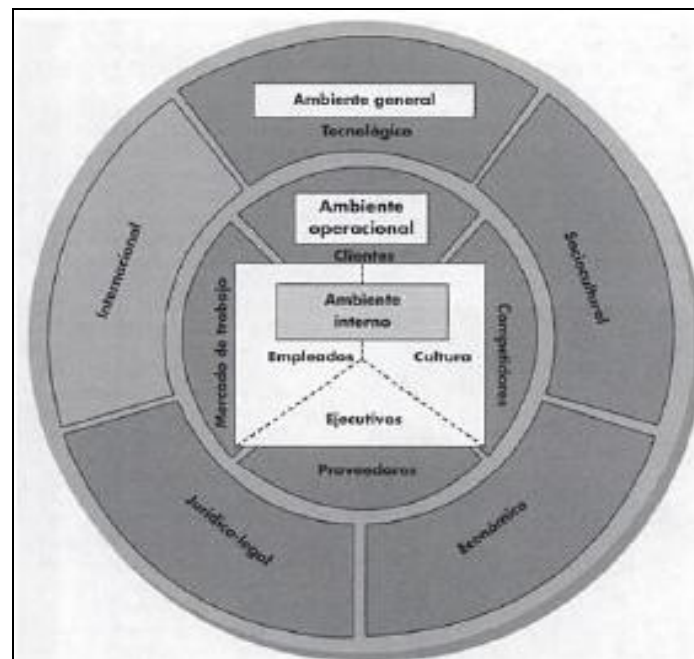 Ambiente general
Tecnológico
Ambiente
operacional
Clientes
Internacional
Sociocultural
Mercado de trabajo
Competidores
Ambiente
interno
Empleados
Cultura
Ejecutivos
Proveedores
Jurídico-legal
Económico